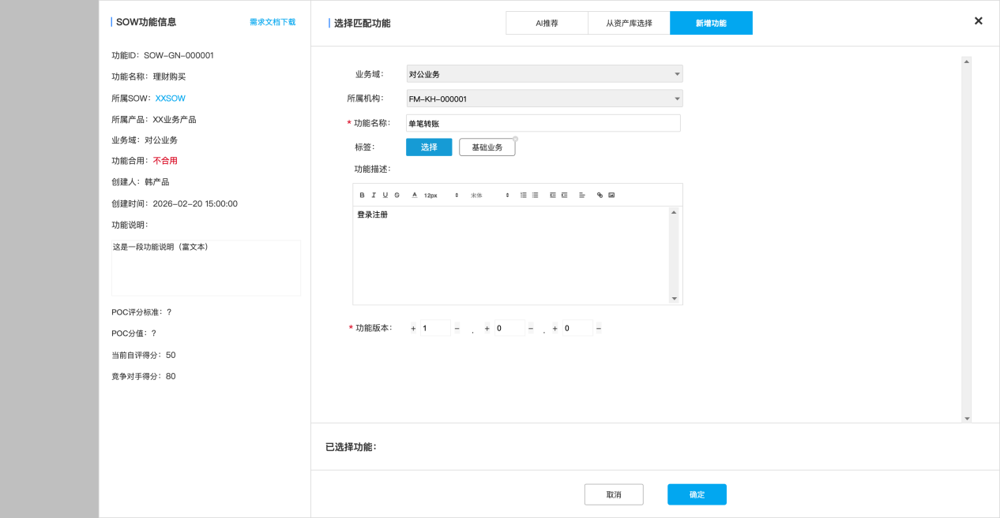 SOW功能信息
需求文档下载
功能ID：SOW-GN-000001
功能名称：理财购买
所属SOW：XXSOW
所属产品：XX业务产品
业务域：对公业务
功能合用：不合用
创建人：韩产品
创建时间：2026-02-20 15:00:00
功能说明：
这是一段功能说明（富文本）
POC评分标准：?
POC分值：?
当前自评得分：50
竞争对手得分：80
选择匹配功能
AI推荐
从资产库选择
新增功能
业务域：
对公业务
所属机构：
FM-KH-000001
* 功能名称：
单笔转账
标签：
选择
基础业务
功能描述：
B I U S A 12px 宋体
登录注册
* 功能版本：
+ 1 - . + 0 - . + 0 -
已选择功能：
取消
确定